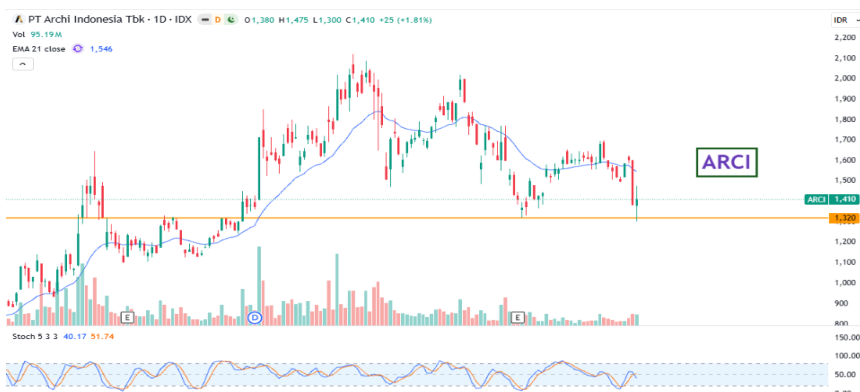 PT Archi Indonesia Tbk · 1D · IDX D O1,380 H1,475 L1,300 C1,410 +25 (+1.81%) IDR
Vol 95.19M
EMA 21 close 1,546
2,200
2,100
2,000
1,900
1,800
1,700
1,600
ARCI
1,500
ARCI 1,410
1,320
1,200
1,100
1,000
900
800
E D E
Stoch 5 3 3 40.17 51.74
150.00
100.00
50.00